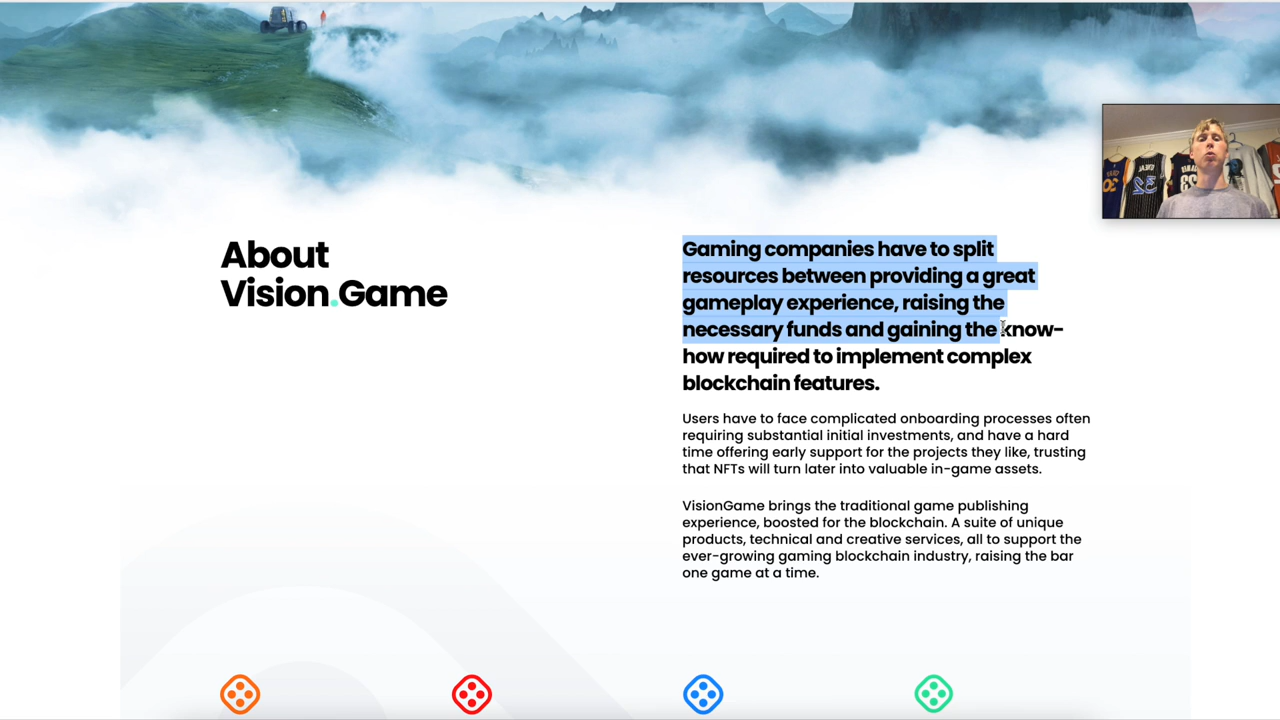 About
Vision.Game
Gaming companies have to split
resources between providing a great
gameplay experience, raising the
necessary funds and gaining the know-
how required to implement complex
blockchain features.
Users have to face complicated onboarding processes often
requiring substantial initial investments, and have a hard
time offering early support for the projects they like, trusting
that NFTs will turn later into valuable in-game assets.
VisionGame brings the traditional game publishing
experience, boosted for the blockchain. A suite of unique
products, technical and creative services, all to support the
ever-growing gaming blockchain industry, raising the bar
one game at a time.